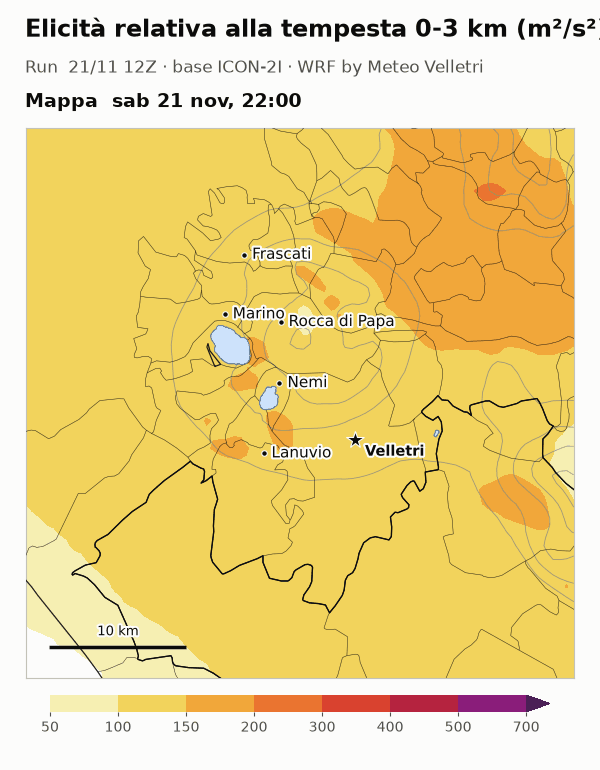 Elicità relativa alla tempesta 0-3 km (m²/s²)
Run 21/11 12Z · base ICON-2I · WRF by Meteo Velletri
Mappa sab 21 nov, 22:00
Frascati
Marino
Rocca di Papa
Nemi
Velletri
Lanuvio
10 km
50 100 150 200 300 400 500 700